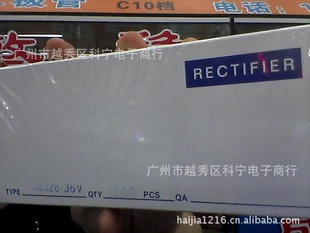 C10档
电话:
广州市越秀区科宁电子商行
RECTIFIER
广州市越秀区科宁电子商行
TYPE 36V QTY PCS QA
haijia1216.cn.alibaba.com